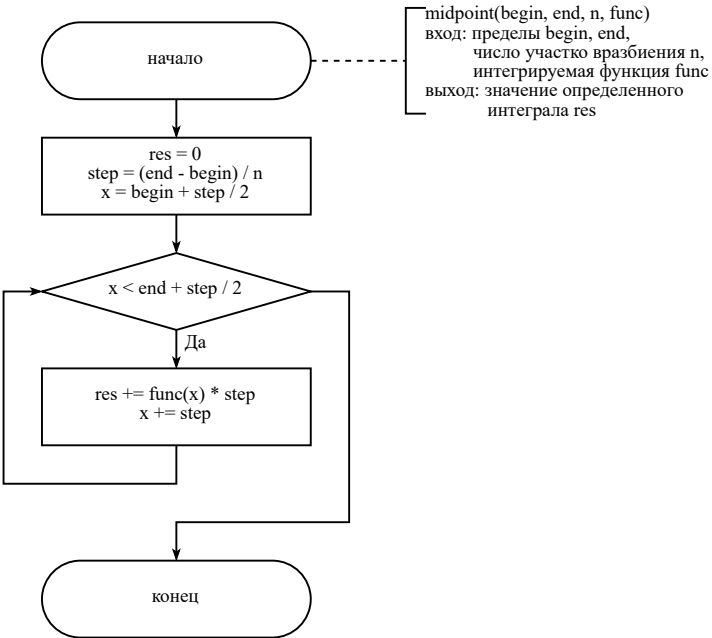 начало
midpoint(begin, end, n, func)
вход: пределы begin, end,
число участко вразбиения n,
интегрируемая функция func
выход: значение определенного
интеграла res
res = 0
step = (end - begin) / n
x = begin + step / 2
x < end + step / 2
Да
res += func(x) * step
x += step
конец